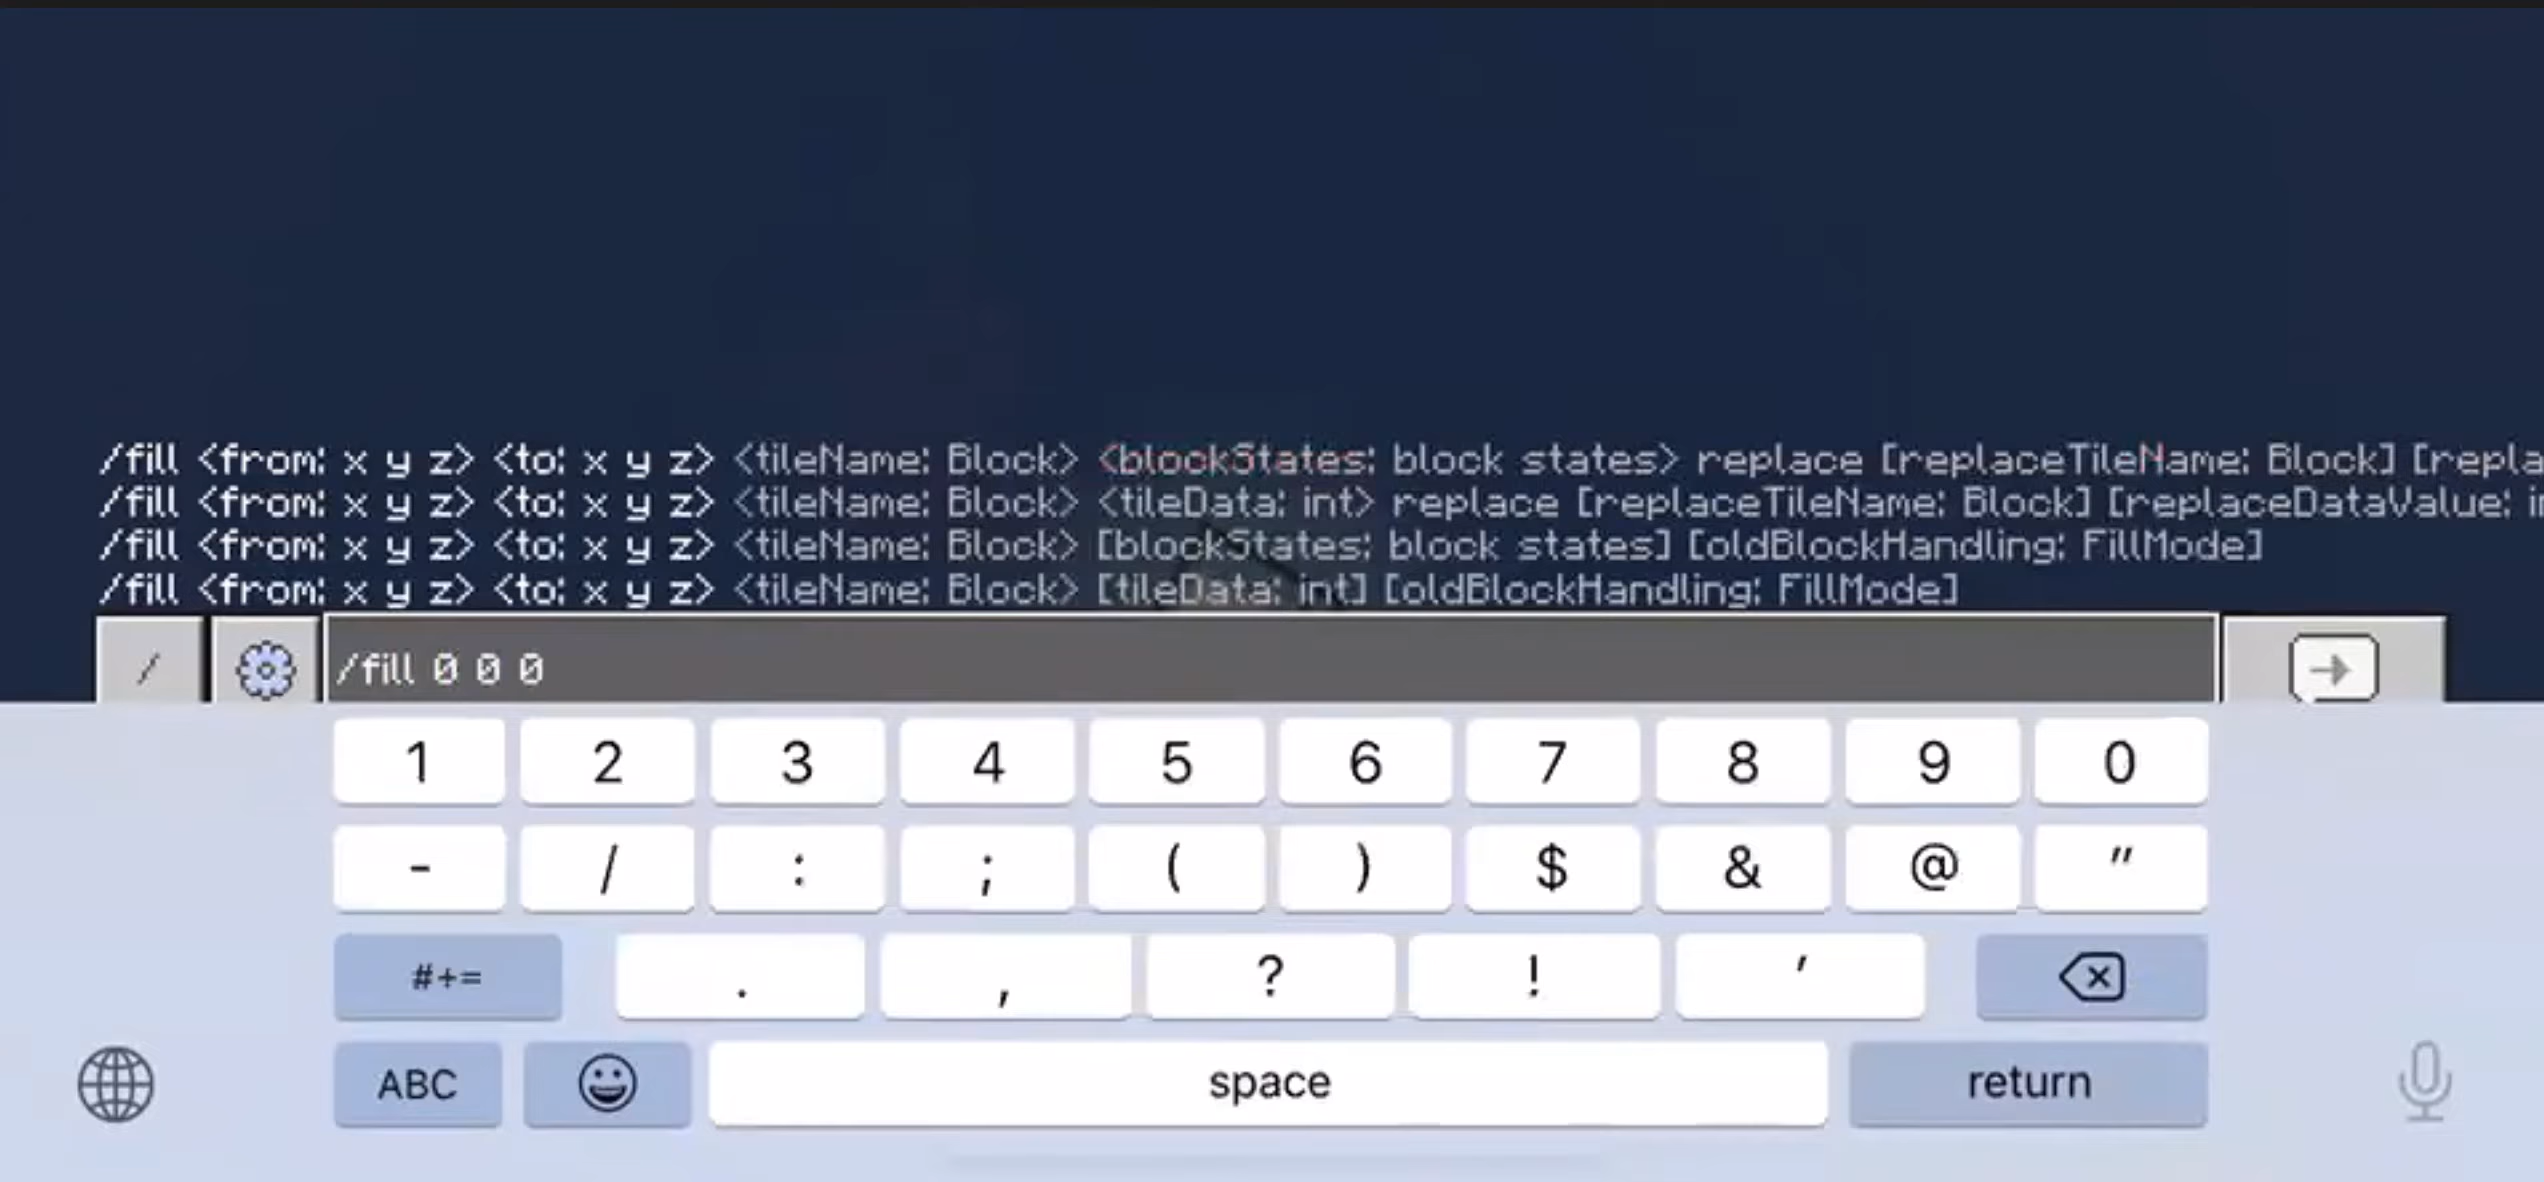 /fill <from: x y z> <to: x y z> <tileName: Block> <blockStates: block states> replace [replaceTileName: Block] [repla
/fill <from: x y z> <to: x y z> <tileName: Block> <tileData: int> replace [replaceTileName: Block] [replaceDataValue: in
/fill <from: x y z> <to: x y z> <tileName: Block> [blockStates: block states] [oldBlockHandling: FillMode]
/fill <from: x y z> <to: x y z> <tileName: Block> [tileData: int] [oldBlockHandling: FillMode]
/ /fill 0 0 0
1 2 3 4 5 6 7 8 9 0
- / : ; ( ) $ & @ "
#+= . , ? ! '
ABC space return